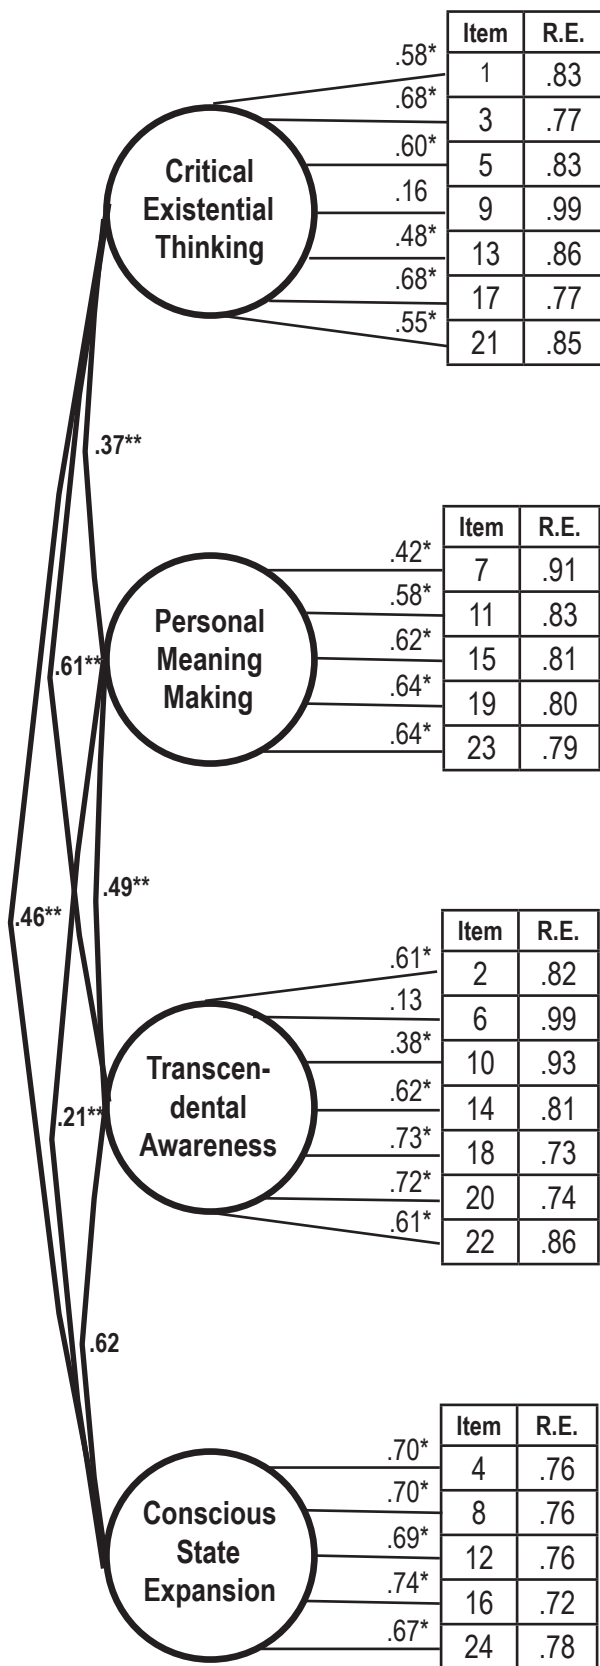 Item R.E.
.58* 1 .83
.68* 3 .77
.60* 5 .83
.16 9 .99
.48* 13 .86
.68* 17 .77
.55* 21 .85
Critical
Existential
Thinking
.37**
Item R.E.
.42* 7 .91
.58* 11 .83
.62* 15 .81
.64* 19 .80
.64* 23 .79
Personal
Meaning
Making
.61**
.49**
.46**
Item R.E.
.61* 2 .82
.13 6 .99
.38* 10 .93
.62* 14 .81
.73* 18 .73
.72* 20 .74
.61* 22 .86
Transcen-
dental
Awareness
.21**
.62
Item R.E.
.70* 4 .76
.70* 8 .76
.69* 12 .76
.74* 16 .72
.67* 24 .78
Conscious
State
Expansion